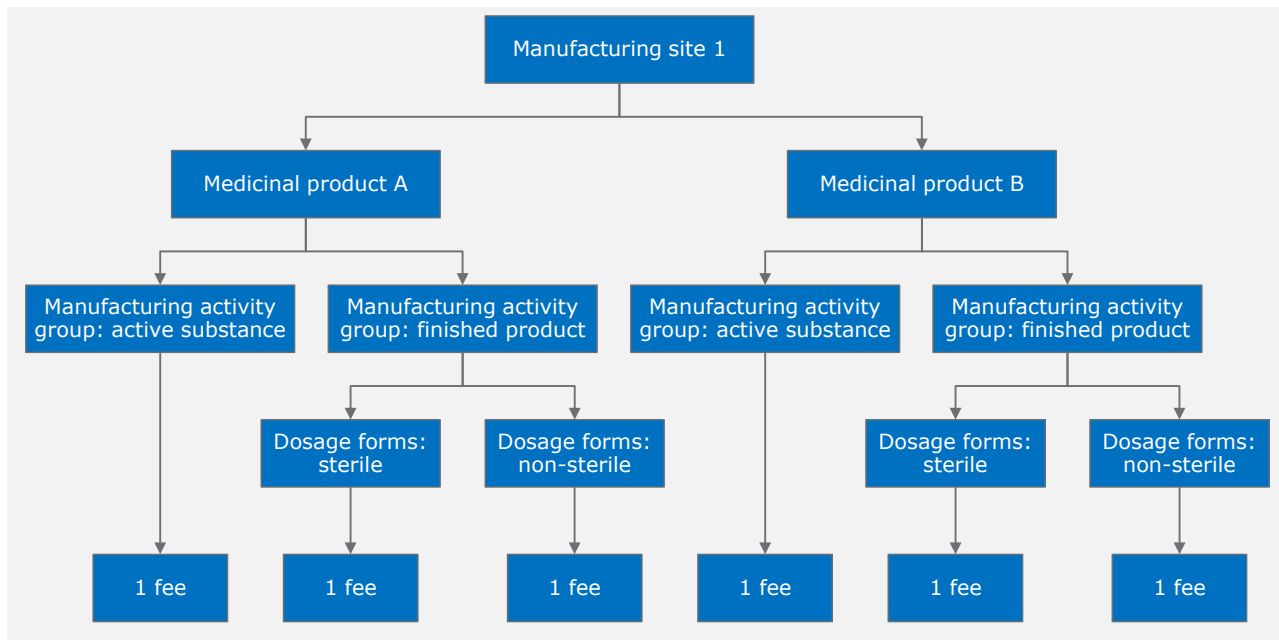 Manufacturing site 1
Medicinal product A
Medicinal product B
Manufacturing activity
group: active substance
Manufacturing activity
group: finished product
Manufacturing activity
group: active substance
Manufacturing activity
group: finished product
Dosage forms:
sterile
Dosage forms:
non-sterile
Dosage forms:
sterile
Dosage forms:
non-sterile
1 fee
1 fee
1 fee
1 fee
1 fee
1 fee